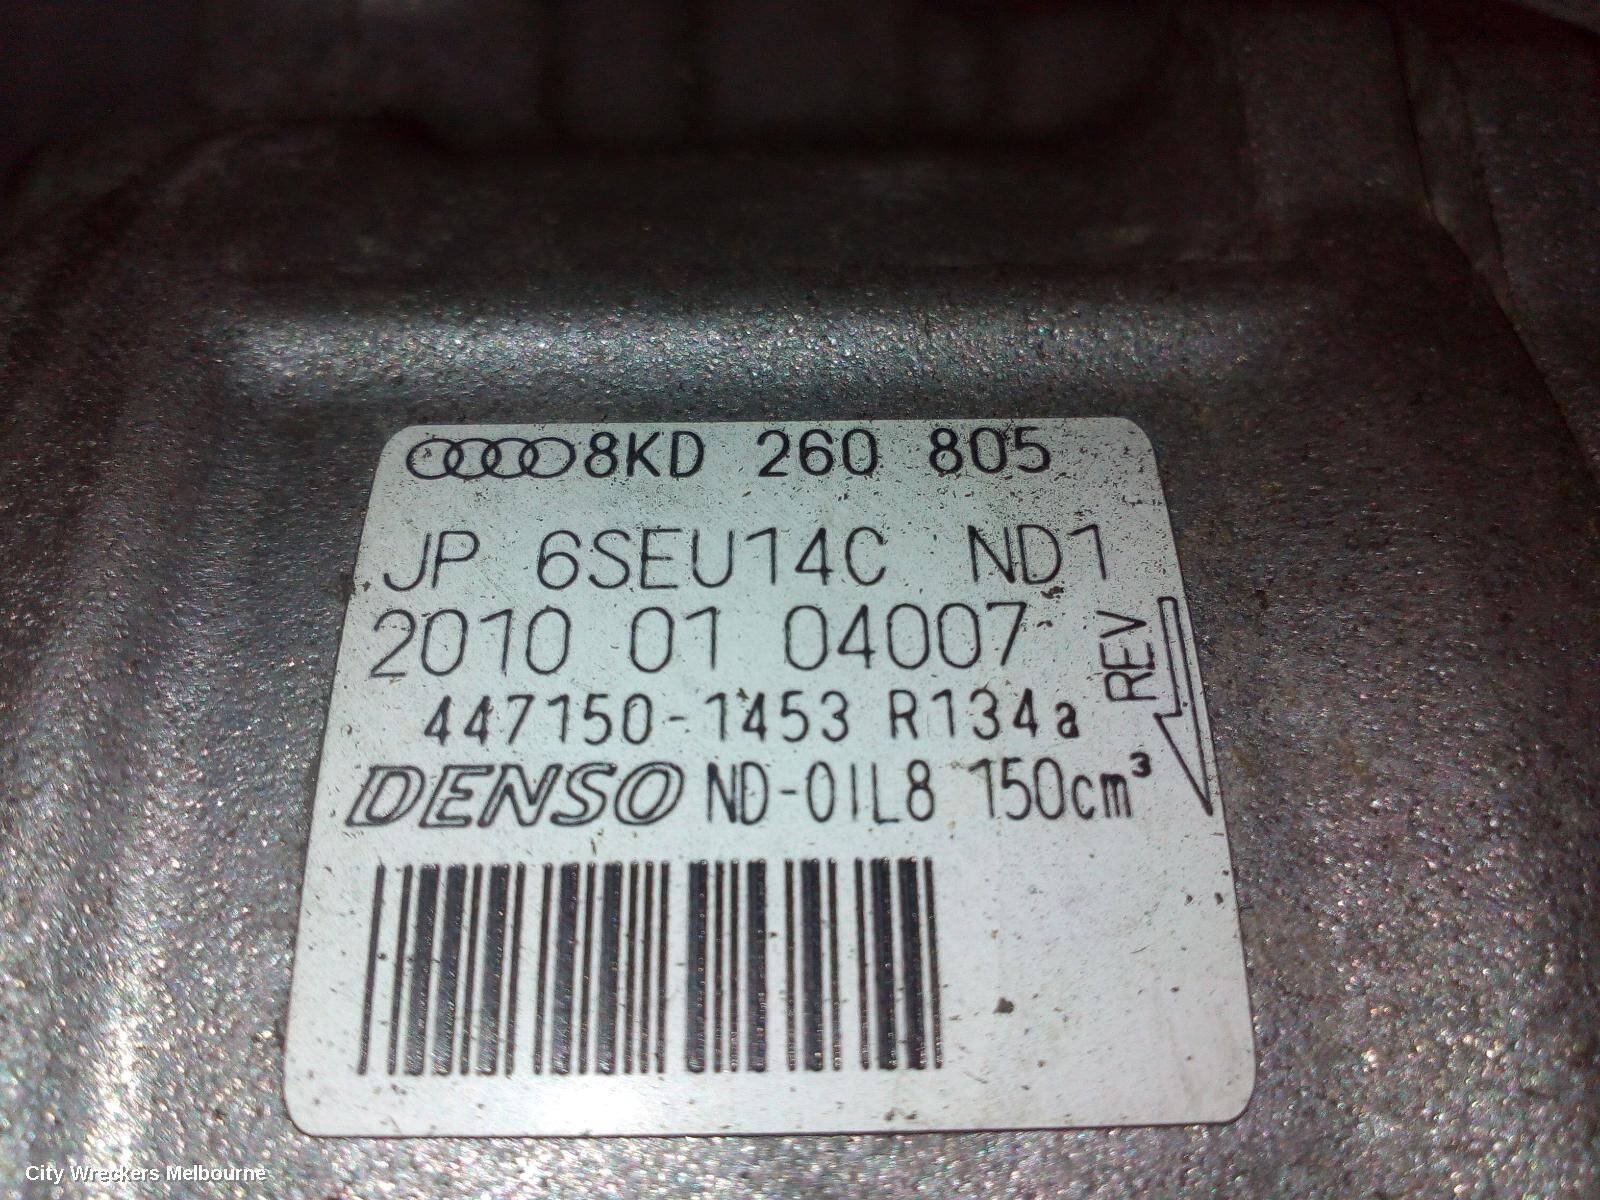 8KD 260 805
JP 6SEU14C ND1
2010 01 04007
REV
447150-1453 R134a
DENSO ND-OIL8 150cm³
City Wreckers Melbourne